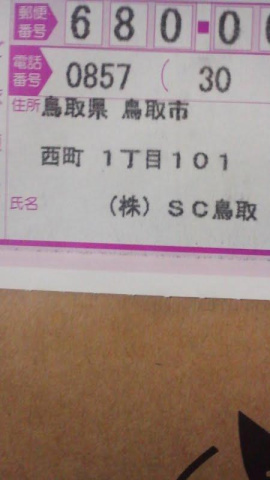 郵便番号 680-0
電話番号 0857 ( 30
住所 鳥取県 鳥取市
西町 1丁目101
氏名 (株) SC鳥取